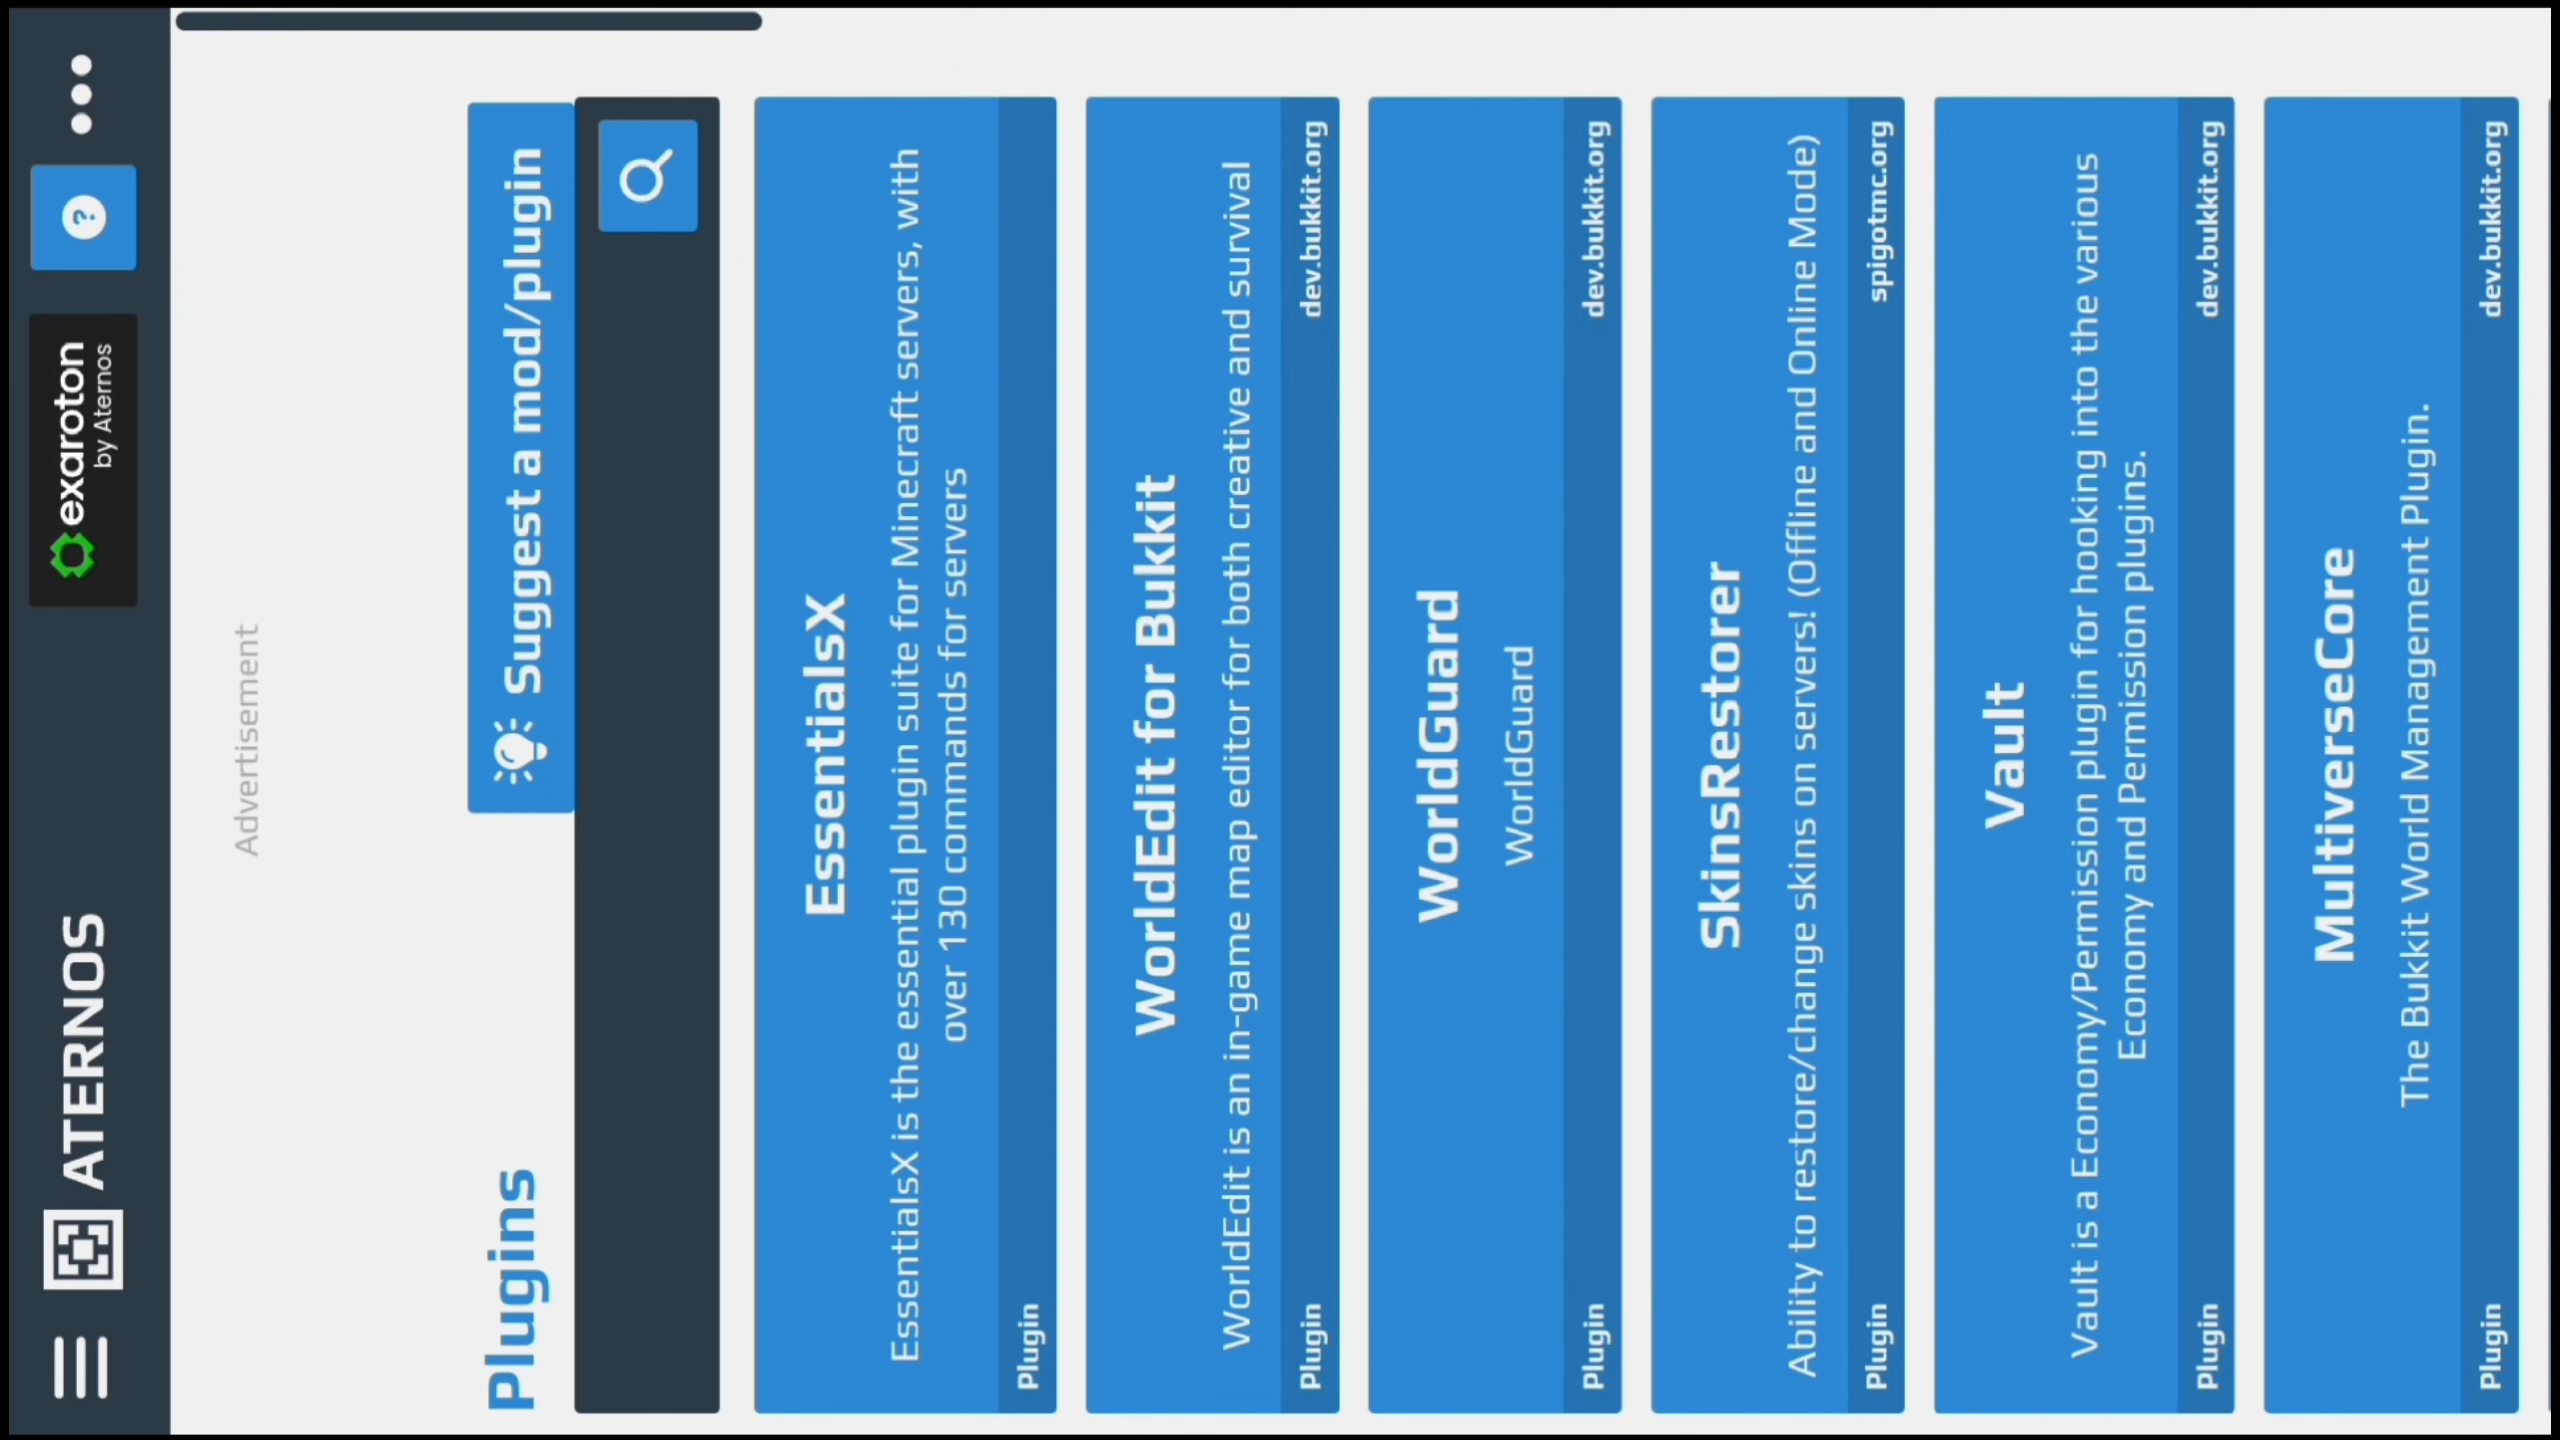 ATERNOS
exaroton
by Aternos
?
Advertisement
Plugins
Suggest a mod/plugin
EssentialsX
EssentialsX is the essential plugin suite for Minecraft servers, with
over 130 commands for servers
Plugin
WorldEdit for Bukkit
WorldEdit is an in-game map editor for both creative and survival
Plugin dev.bukkit.org
WorldGuard
WorldGuard
Plugin dev.bukkit.org
SkinsRestorer
Ability to restore/change skins on servers! (Offline and Online Mode)
Plugin spigotmc.org
Vault
Vault is a Economy/Permission plugin for hooking into the various
Economy and Permission plugins.
Plugin dev.bukkit.org
MultiverseCore
The Bukkit World Management Plugin.
Plugin dev.bukkit.org